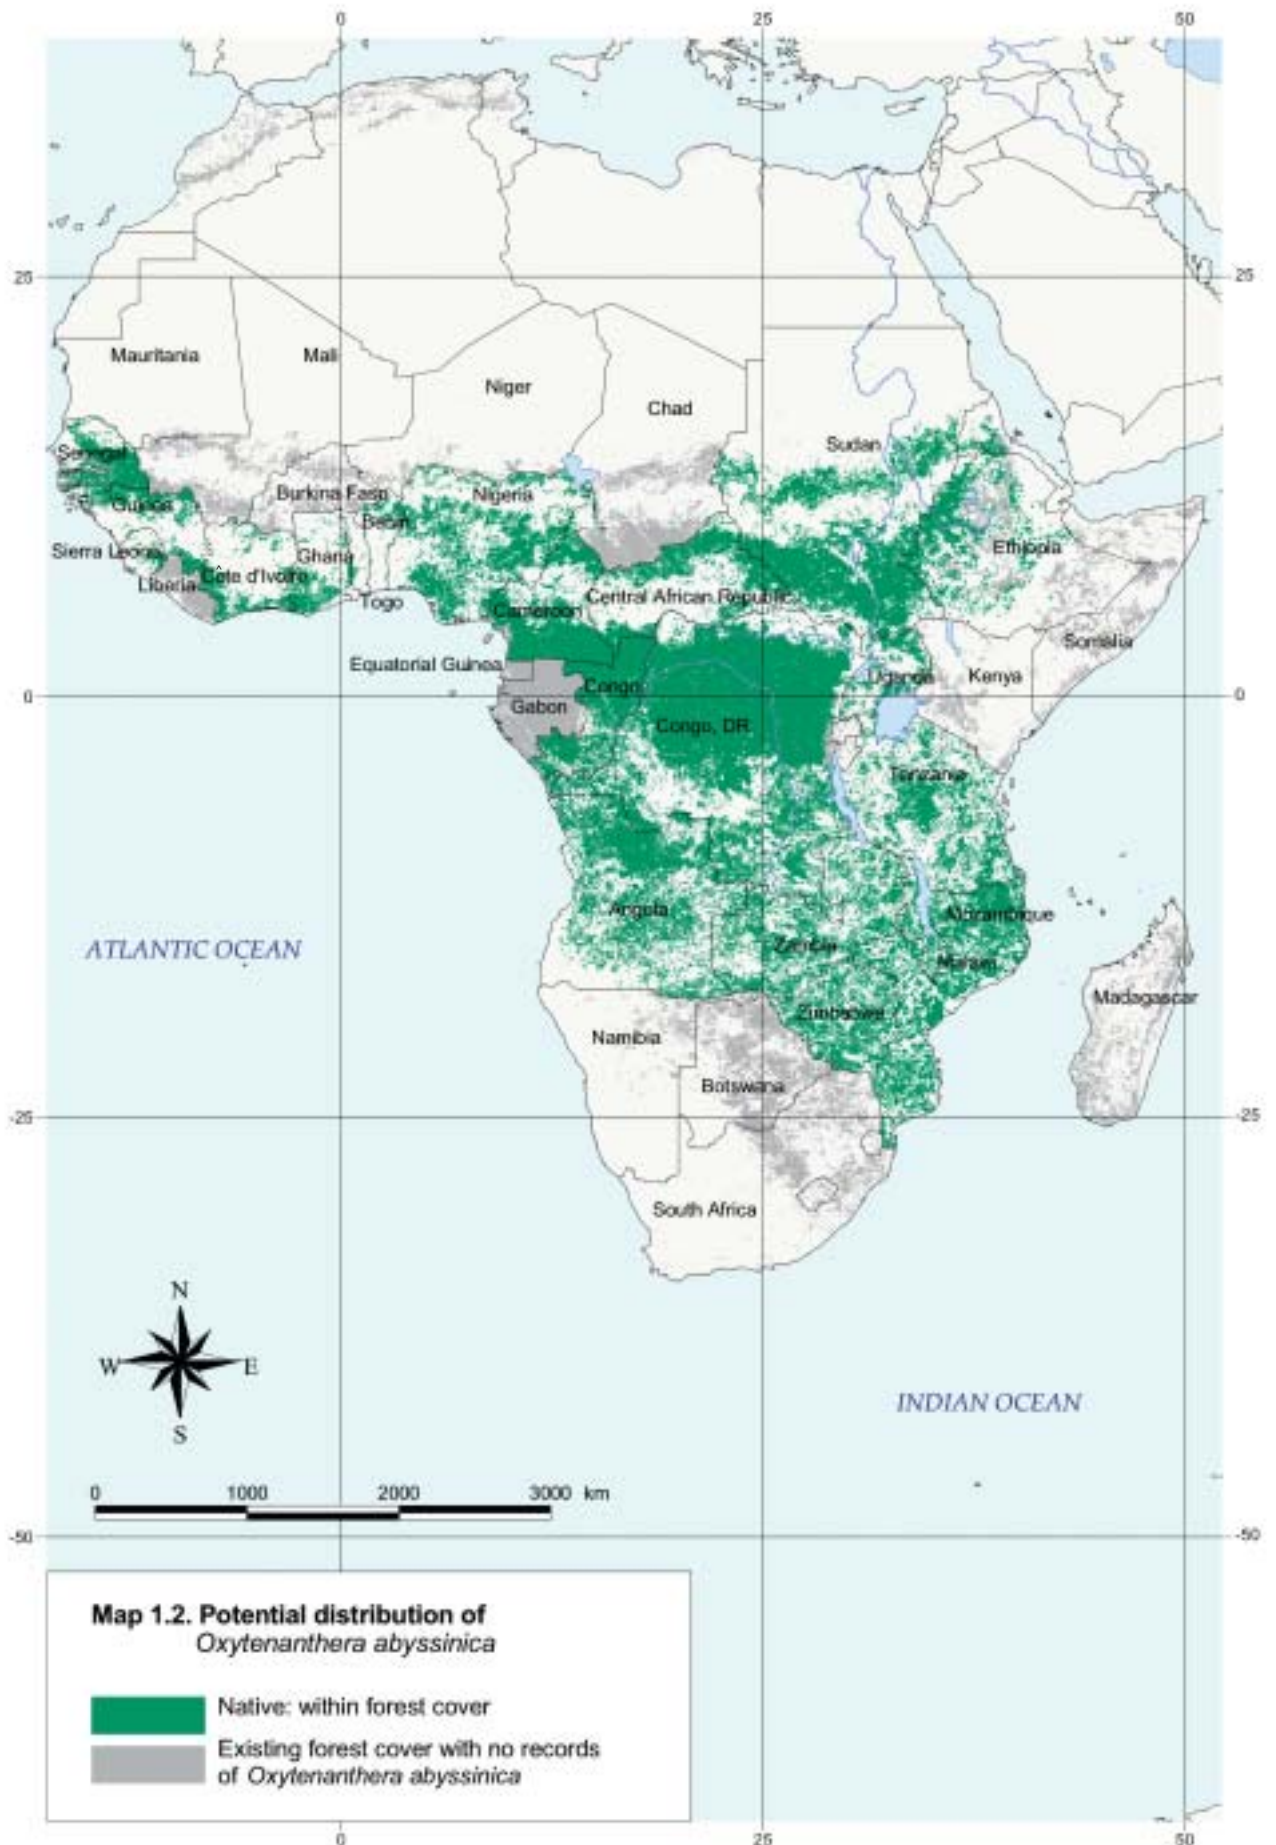 0 25 50
25 25
Mauritania Mali
Niger
Chad
Sudan
Senegal
Burkina Faso Nigeria
Guinea
Benin
Sierra Leone Ghana Ethiopia
Liberia Côte d'Ivoire
Togo Cameroon Central African Republic
Somalia
Equatorial Guinea Uganda Kenya
Congo
0 0
Gabon
Congo, DR
Tanzania
Angola Mozambique
ATLANTIC OCEAN Zambia
Malawi
Madagascar
Zimbabwe
Namibia
Botswana
-25 -25
South Africa
N
W E
S
INDIAN OCEAN
0 1000 2000 3000 km
-50 -50
Map 1.2. Potential distribution of
Oxytenanthera abyssinica
Native: within forest cover
Existing forest cover with no records
of Oxytenanthera abyssinica
0 25 50